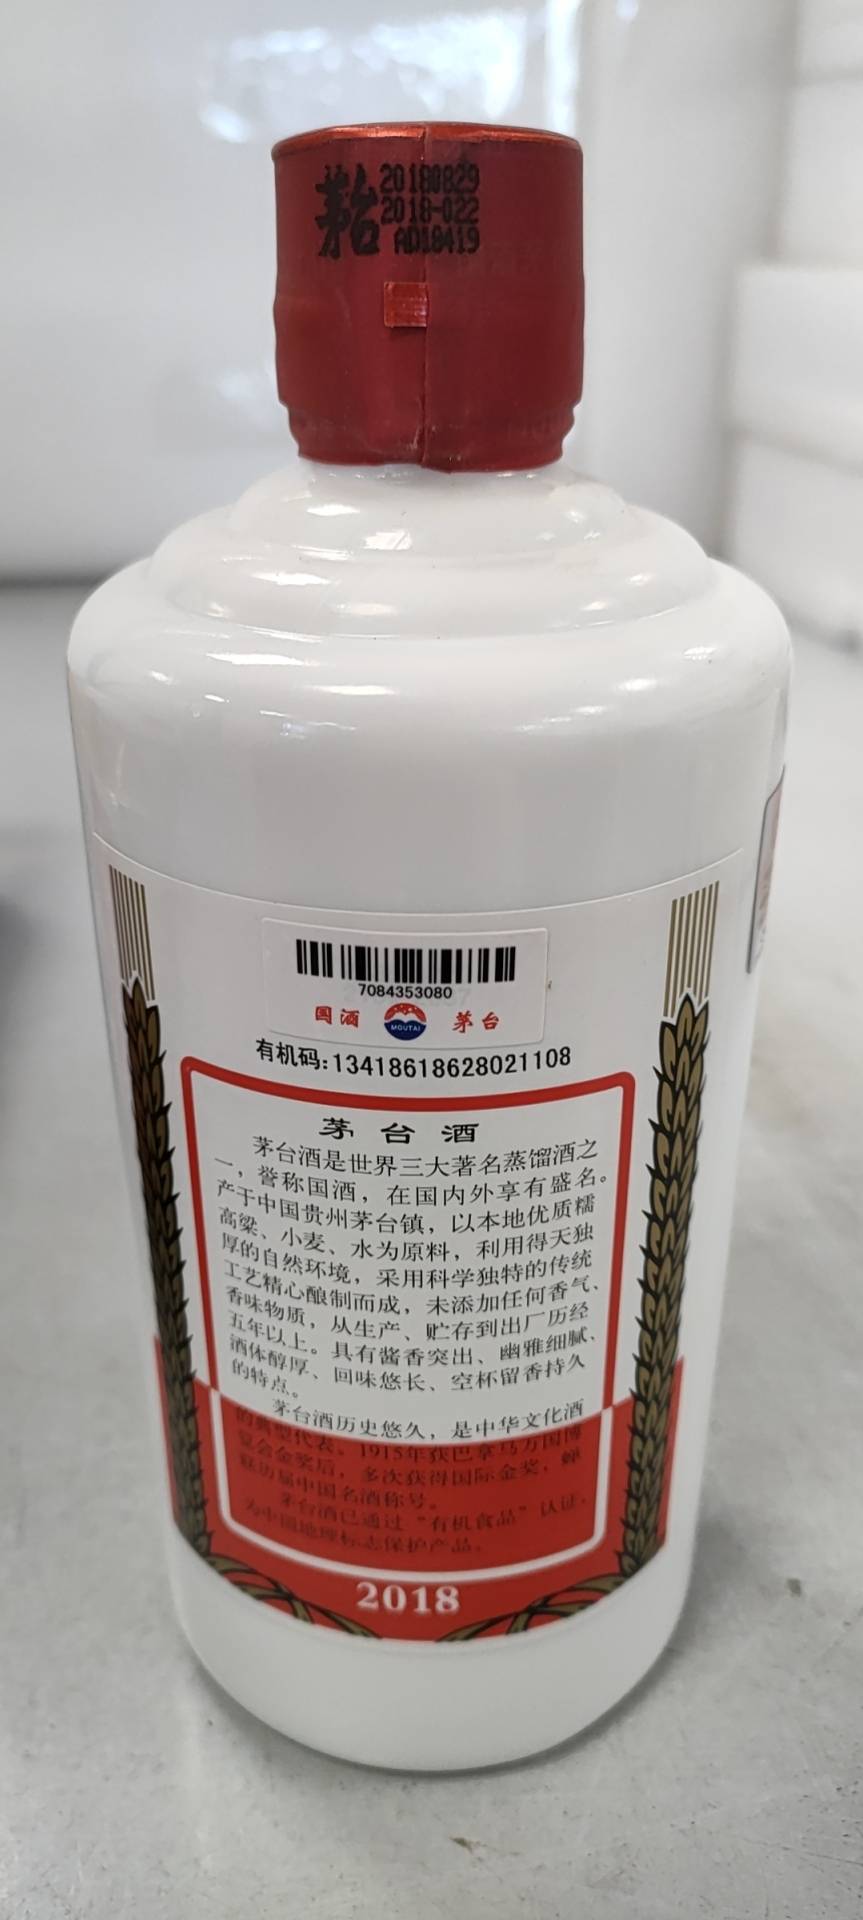 茅台
20180829
2018-022
AD18419
7084353080
国酒 MOUTAI 茅台
有机码:13418618628021108
茅台酒
茅台酒是世界三大著名蒸馏酒之
一，誉称国酒，在国内外享有盛名。
产于中国贵州茅台镇，以本地优质糯
高粱、小麦、水为原料，利用得天独
厚的自然环境，采用科学独特的传统
工艺精心酿制而成，未添加任何香气、
香味物质，从生产、贮存到出厂历经
五年以上。具有酱香突出、幽雅细腻、
酒体醇厚、回味悠长、空杯留香持久
的特点。
茅台酒历史悠久，是中华文化酒
的典型代表。1915年获巴拿马万国博
览会金奖后，多次获得国际金奖，蝉
联历届中国名酒称号。
茅台酒已通过“有机食品”认证，
为中国地理标志保护产品。
2018